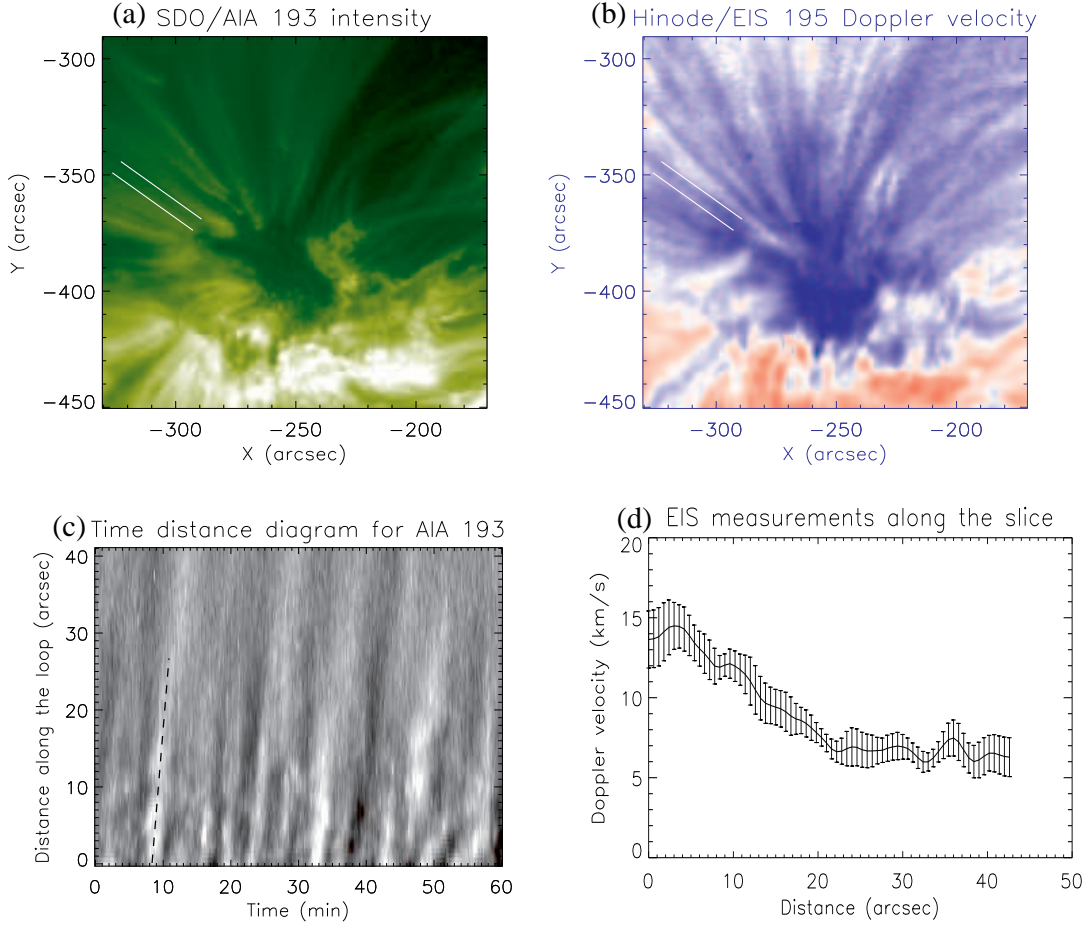 (a) SDO/AIA 193 intensity
−300
−350
−400
−450
Y (arcsec)
−300 −250 −200
X (arcsec)
(b) Hinode/EIS 195 Doppler velocity
−300
−350
−400
−450
Y (arcsec)
−300 −250 −200
X (arcsec)
(c) Time distance diagram for AIA 193
40
30
20
10
0
Distance along the loop (arcsec)
0 10 20 30 40 50 60
Time (min)
(d) EIS measurements along the slice
20
15
10
5
0
Doppler velocity (km/s)
0 10 20 30 40 50
Distance (arcsec)